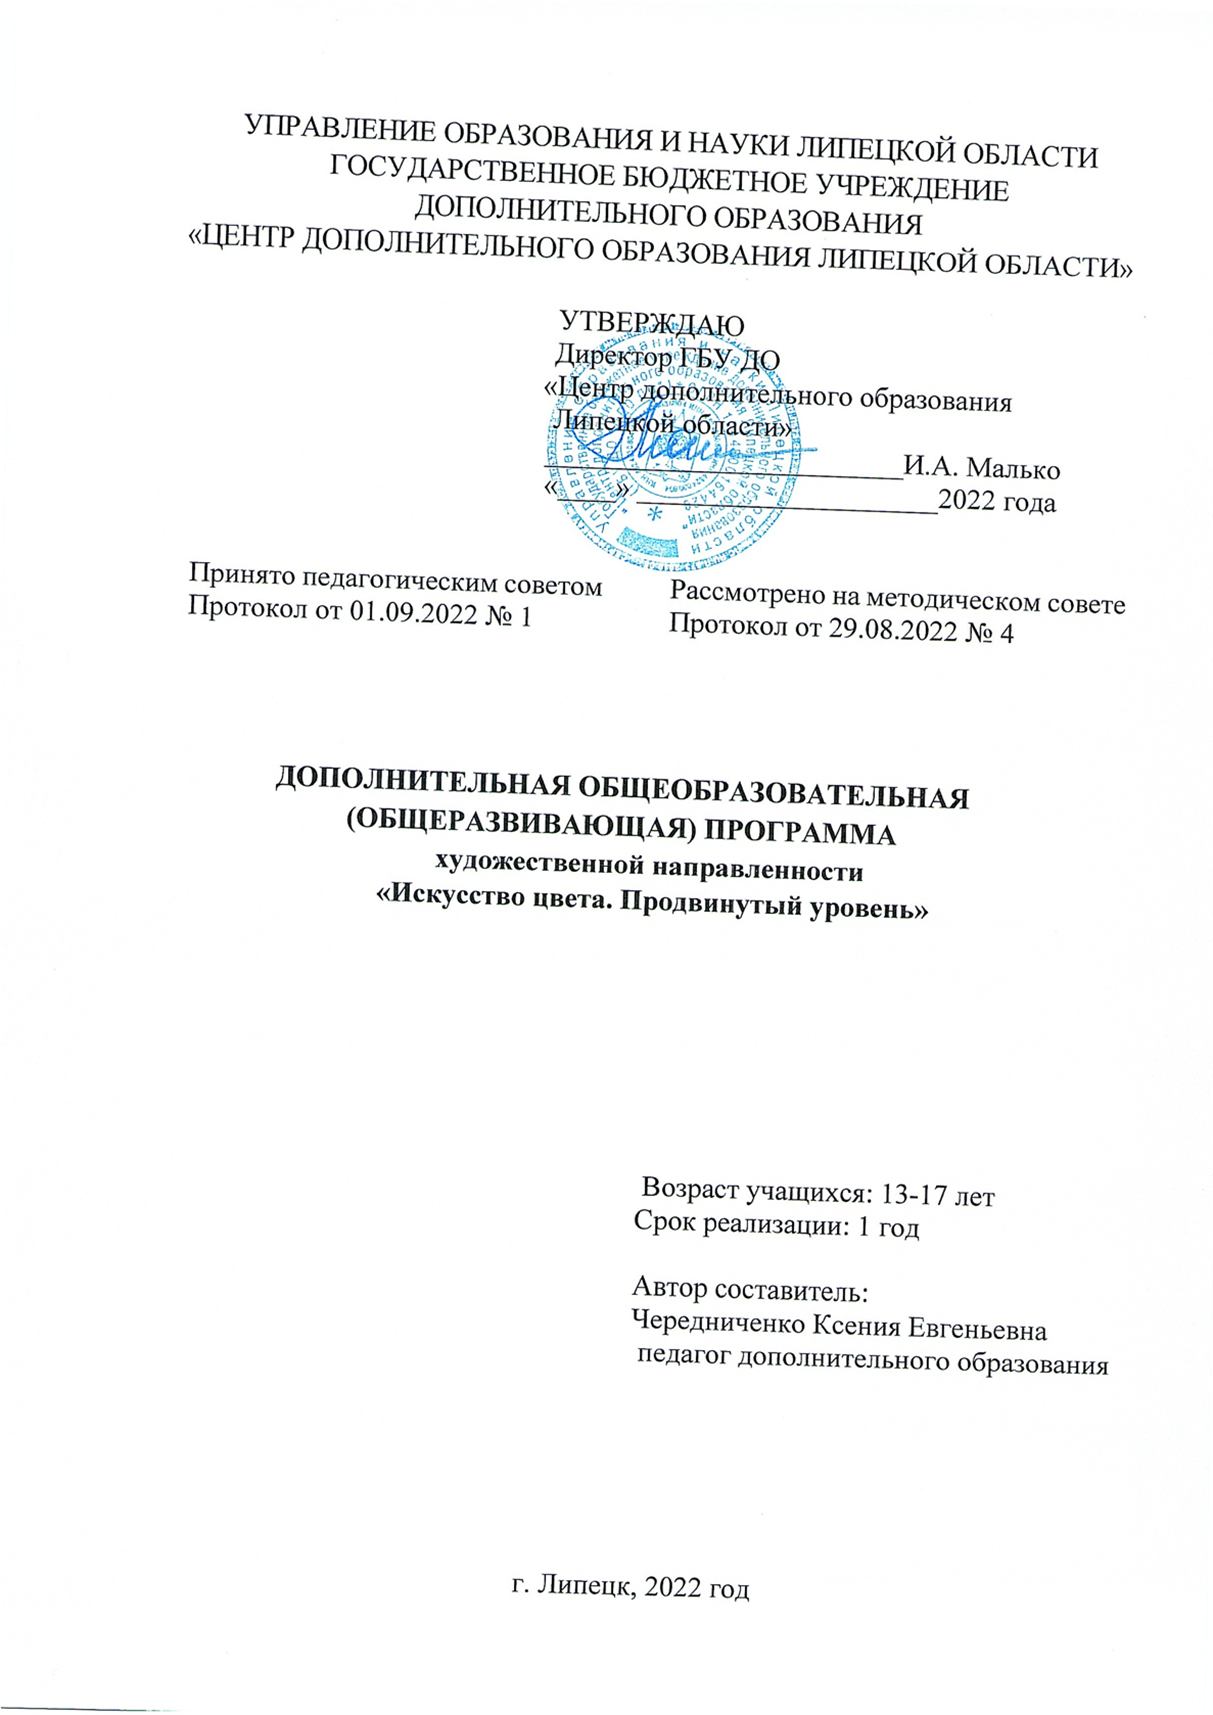 УПРАВЛЕНИЕ ОБРАЗОВАНИЯ И НАУКИ ЛИПЕЦКОЙ ОБЛАСТИ
ГОСУДАРСТВЕННОЕ БЮДЖЕТНОЕ УЧРЕЖДЕНИЕ
ДОПОЛНИТЕЛЬНОГО ОБРАЗОВАНИЯ
«ЦЕНТР ДОПОЛНИТЕЛЬНОГО ОБРАЗОВАНИЯ ЛИПЕЦКОЙ ОБЛАСТИ»
УТВЕРЖДАЮ
Директор ГБУ ДО
«Центр дополнительного образования
Липецкой области»
_________________________И.А. Малько
«____» _____________________2022 года
Принято педагогическим советом
Протокол от 01.09.2022 № 1
Рассмотрено на методическом совете
Протокол от 29.08.2022 № 4
ДОПОЛНИТЕЛЬНАЯ ОБЩЕОБРАЗОВАТЕЛЬНАЯ
(ОБЩЕРАЗВИВАЮЩАЯ) ПРОГРАММА
художественной направленности
«Искусство цвета. Продвинутый уровень»
Возраст учащихся: 13-17 лет
Срок реализации: 1 год
Автор составитель:
Чередниченко Ксения Евгеньевна
педагог дополнительного образования
г. Липецк, 2022 год